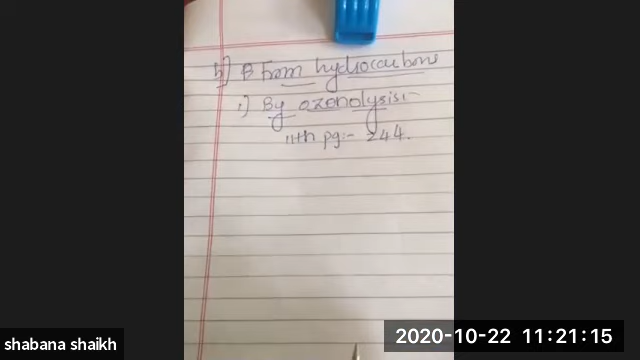 b] From hydrocarbons
i) By ozonolysis:-
11th pg:- 244.
shabana shaikh
2020-10-22 11:21:15